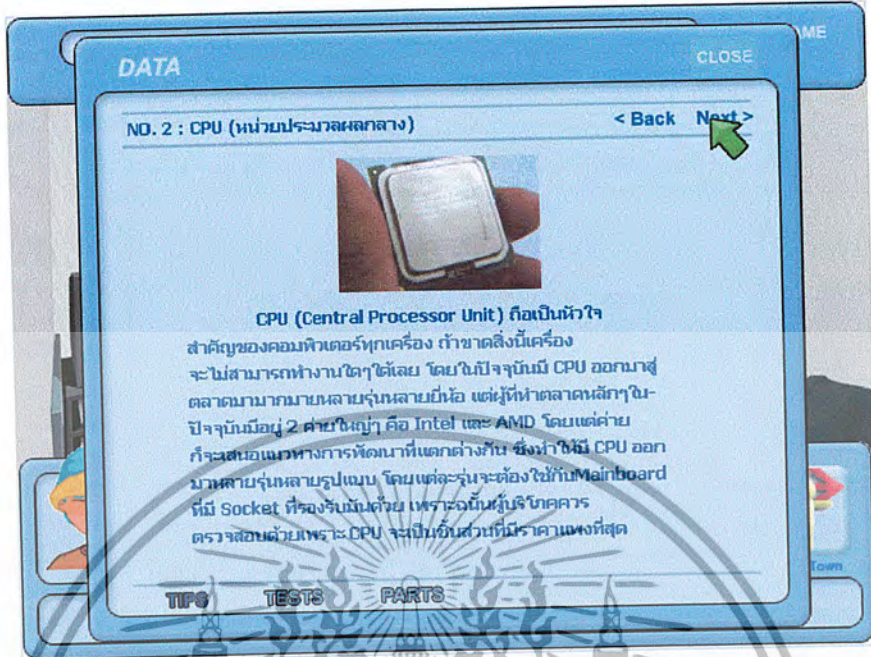 AME
DATA
CLOSE
NO. 2 : CPU (หน่วยประมวลผลกลาง)
< Back Next >
CPU (Central Processor Unit) ถือเป็นหัวใจ
สำคัญของคอมพิวเตอร์ทุกเครื่อง ถ้าขาดสิ่งนี้เครื่อง
จะไม่สามารถทำงานใดๆได้เลย โดยในปัจจุบันมี CPU ออกมาสู่
ตลาดมามากมายหลายรุ่นหลายยี่ห้อ แต่ผู้ที่ทำตลาดหลักๆใน-
ปัจจุบันมีอยู่ 2 ค่ายใหญ่ๆ คือ Intel และ AMD โดยแต่ค่าย
ก็จะเสนอแนวทางการพัฒนาที่แตกต่างกัน ซึ่งทำให้มี CPU ออก
มาหลายรุ่นหลายรูปแบบ โดยแต่ละรุ่นจะต้องใช้กับMainboard
ที่มี Socket ที่รองรับมันด้วย เพราะฉนั้นผู้บริโภคควร
ตรวจสอบด้วยเพราะ CPU จะเป็นชิ้นส่วนที่มีราคาแพงที่สุด
Town
TIPS TESTS PARTS